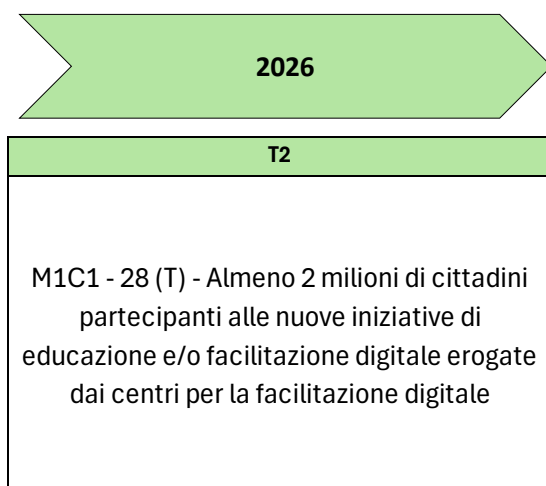 2026
T2
M1C1 - 28 (T) - Almeno 2 milioni di cittadini
partecipanti alle nuove iniziative di
educazione e/o facilitazione digitale erogate
dai centri per la facilitazione digitale